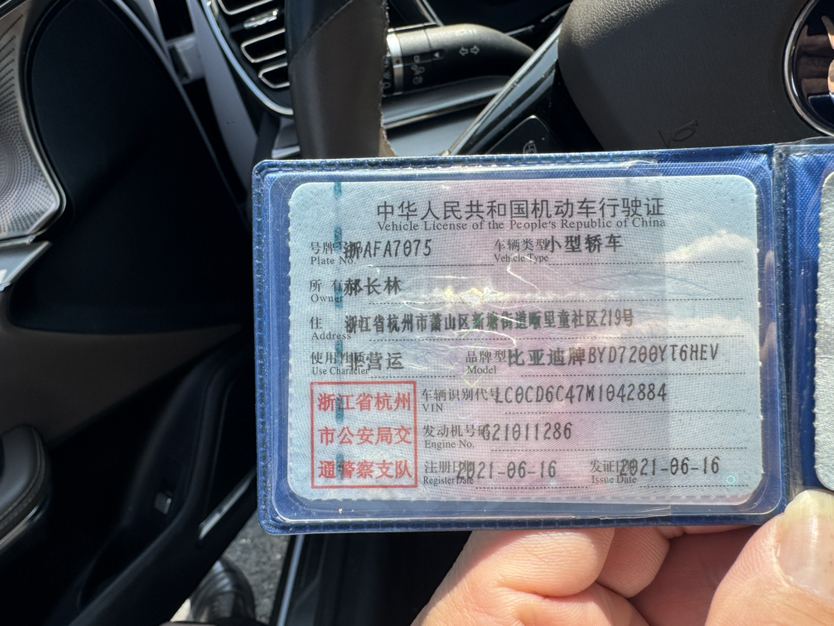 中华人民共和国机动车行驶证
Vehicle License of the People's Republic of China
号牌 浙AFA7075 车辆类型 小型轿车
Plate No. Vehicle Type
所有 郝长林
Owner
住 浙江省杭州市萧山区新塘街道 里童社区219号
Address
使用性质 非营运 品牌型 比亚迪牌BYD7200YT6HEV
Use Character Model
浙江省杭州
市公安局交
通警察支队
车辆识别代号 LC0CD6C47M1042884
VIN
发动机号码 G21011286
Engine No.
注册日期 2021-06-16 发证日期 2021-06-16
Register Date Issue Date